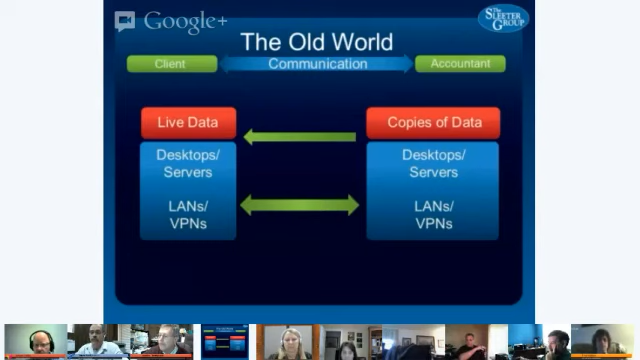 Google+
The
SLEETER
GROUP
The Old World
Client
Communication
Accountant
Live Data
Copies of Data
Desktops/
Servers
LANs/
VPNs
Desktops/
Servers
LANs/
VPNs